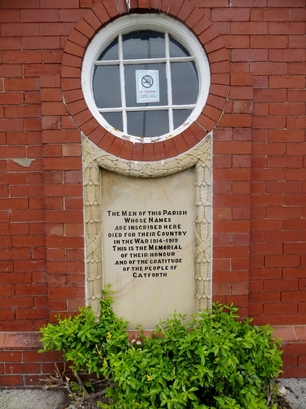 The Men of this Parish
Whose Names
are inscribed here
died for their Country
in the War 1914-1919
This is the Memorial
of their honour
and of the gratitude
of the people of
Catforth